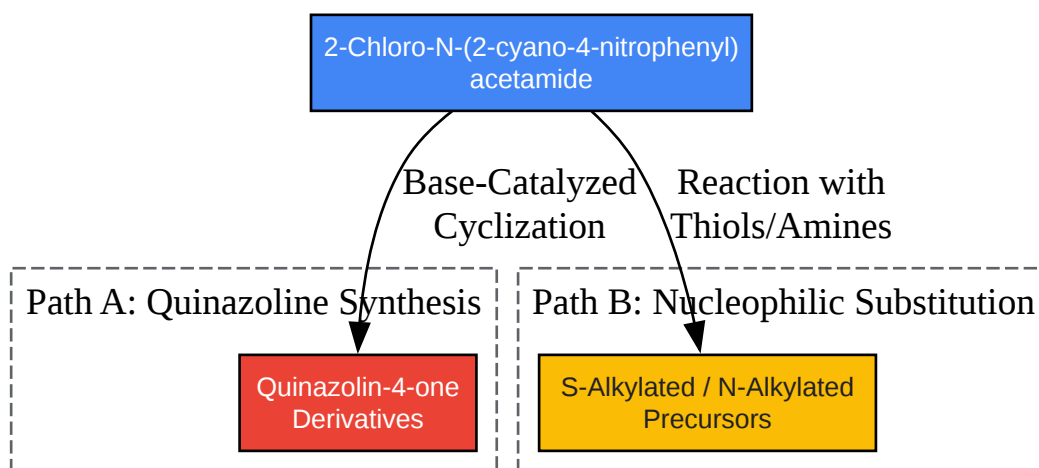 2-Chloro-N-(2-cyano-4-nitrophenyl)
acetamide
Base-Catalyzed
Cyclization
Reaction with
Thiols/Amines
Path A: Quinazoline Synthesis
Path B: Nucleophilic Substitution
Quinazolin-4-one
Derivatives
S-Alkylated / N-Alkylated
Precursors